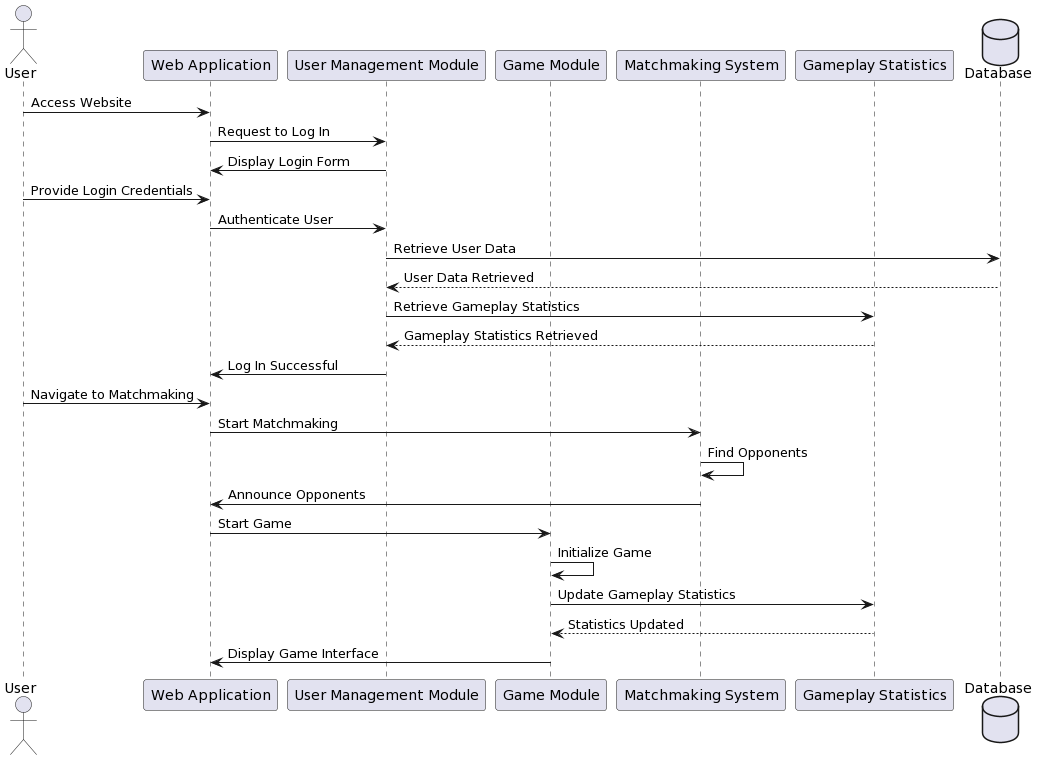 User
Web Application
User Management Module
Game Module
Matchmaking System
Gameplay Statistics
Database
Access Website
Request to Log In
Display Login Form
Provide Login Credentials
Authenticate User
Retrieve User Data
User Data Retrieved
Retrieve Gameplay Statistics
Gameplay Statistics Retrieved
Log In Successful
Navigate to Matchmaking
Start Matchmaking
Find Opponents
Announce Opponents
Start Game
Initialize Game
Update Gameplay Statistics
Statistics Updated
Display Game Interface
User
Web Application
User Management Module
Game Module
Matchmaking System
Gameplay Statistics
Database